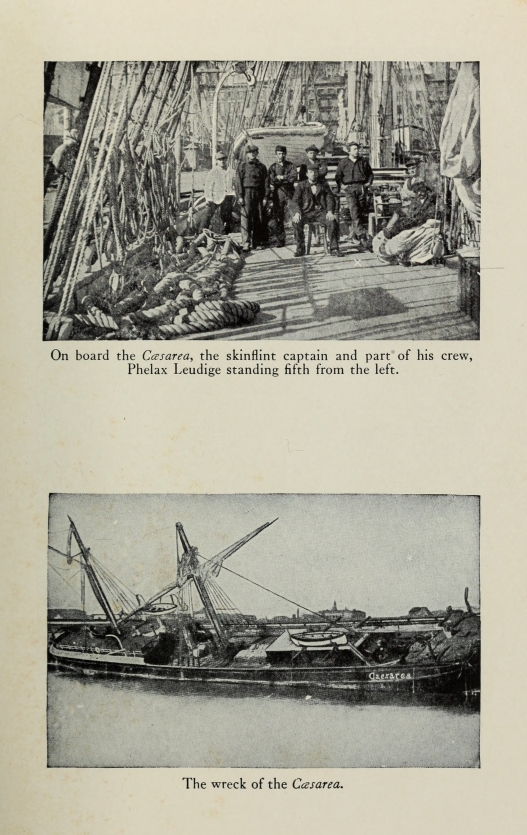 On board the Cæsarea, the skinflint captain and part of his crew,
Phelax Leudige standing fifth from the left.
Caesarea
The wreck of the Cæsarea.